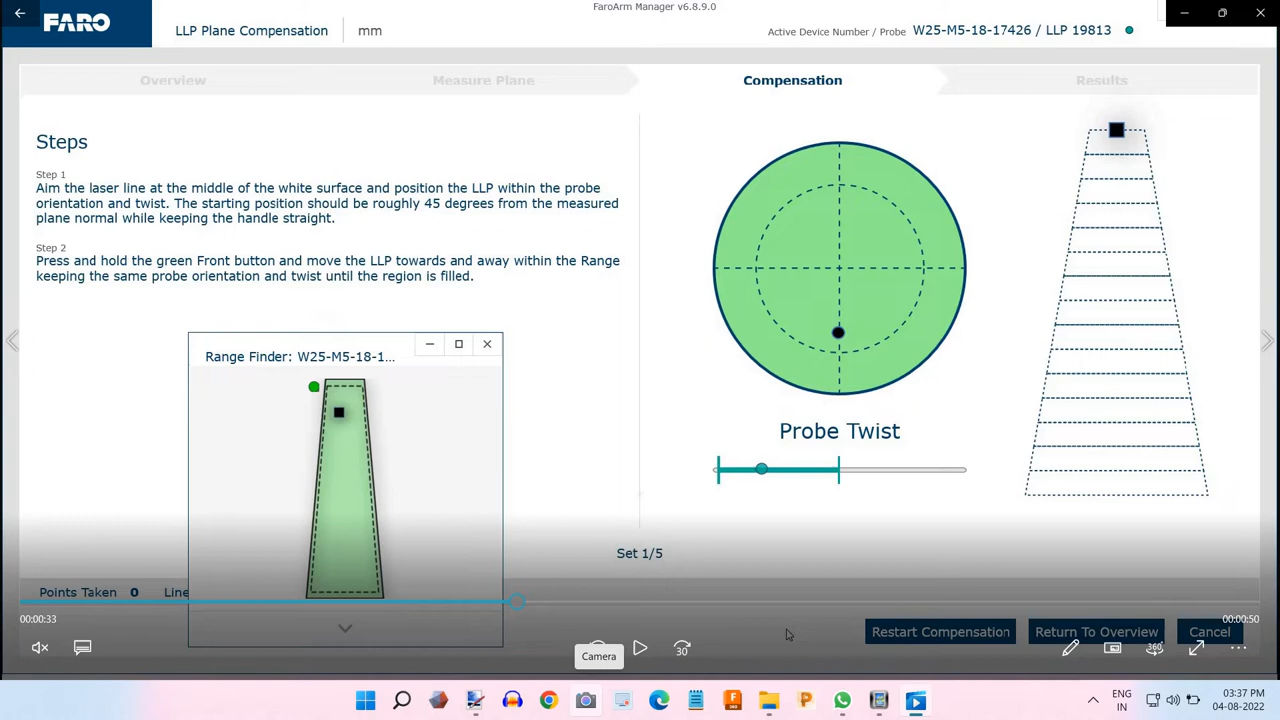 FaroArm Manager v6.8.9.0
FARO
LLP Plane Compensation
mm
Active Device Number / Probe
W25-M5-18-17426 / LLP 19813
Overview
Measure Plane
Compensation
Results
Steps
Step 1
Aim the laser line at the middle of the white surface and position the LLP within the probe
orientation and twist. The starting position should be roughly 45 degrees from the measured
plane normal while keeping the handle straight.
Step 2
Press and hold the green Front button and move the LLP towards and away within the Range
keeping the same probe orientation and twist until the region is filled.
Range Finder: W25-M5-18-1...
Probe Twist
Set 1/5
Points Taken 0
Line
00:00:33
00:00:50
Restart Compensation
Return To Overview
Cancel
30
Camera
360
ENG
IN
03:37 PM
04-08-2022